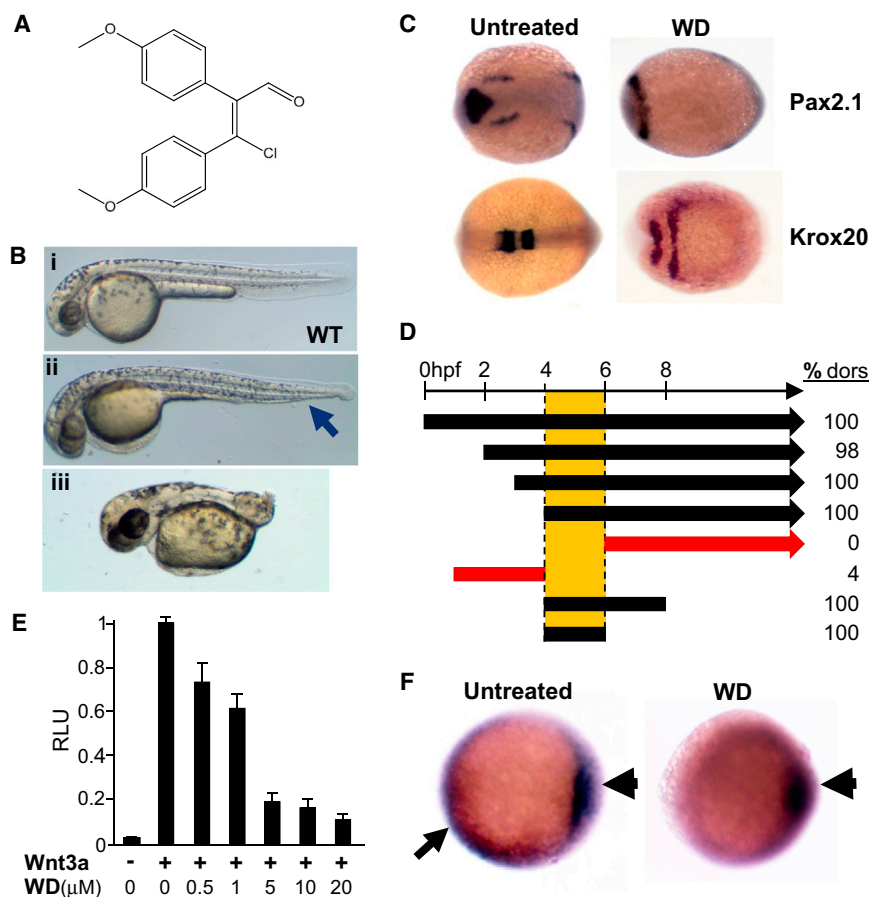 A
O
O
Cl
O
B
i
WT
ii
iii
C
Untreated WD
Pax2.1
Krox20
D
0hpf 2 4 6 8 % dors
100
98
100
100
0
4
100
100
E
RLU
1
0.8
0.6
0.4
0.2
0
Wnt3a - + + + + + +
WD(μM) 0 0 0.5 1 5 10 20
F
Untreated WD